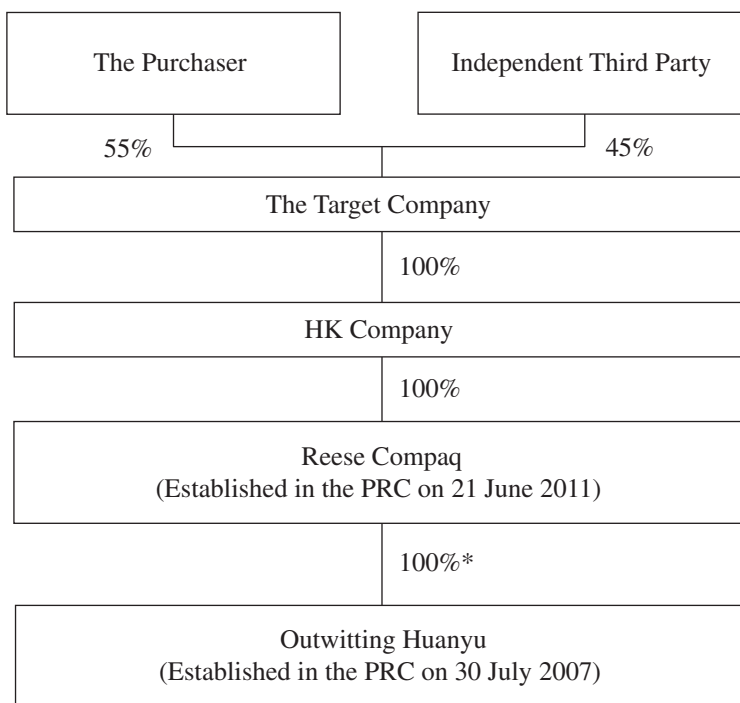 The Purchaser
Independent Third Party
55%
45%
The Target Company
100%
HK Company
100%
Reese Compaq
(Established in the PRC on 21 June 2011)
100%*
Outwitting Huanyu
(Established in the PRC on 30 July 2007)